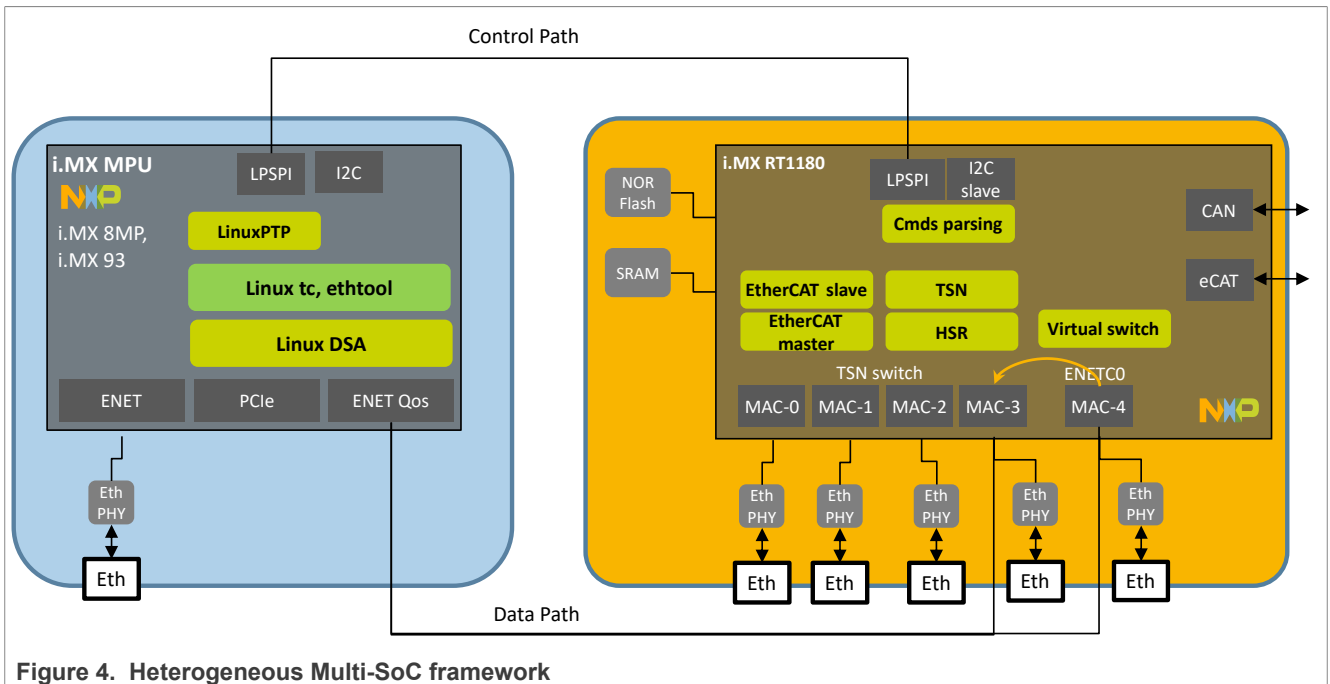 Control Path
i.MX MPU
NXP
i.MX 8MP,
i.MX 93
LPSPI
I2C
LinuxPTP
Linux tc, ethtool
Linux DSA
ENET
PCIe
ENET Qos
Eth
PHY
Eth
NOR
Flash
SRAM
i.MX RT1180
LPSPI
I2C
slave
Cmds parsing
CAN
eCAT
EtherCAT slave
TSN
EtherCAT
master
HSR
Virtual switch
TSN switch
ENETC0
MAC-0
MAC-1
MAC-2
MAC-3
MAC-4
NXP
Eth
PHY
Eth
PHY
Eth
PHY
Eth
PHY
Eth
PHY
Eth
Eth
Eth
Eth
Eth
Data Path
Figure 4. Heterogeneous Multi-SoC framework